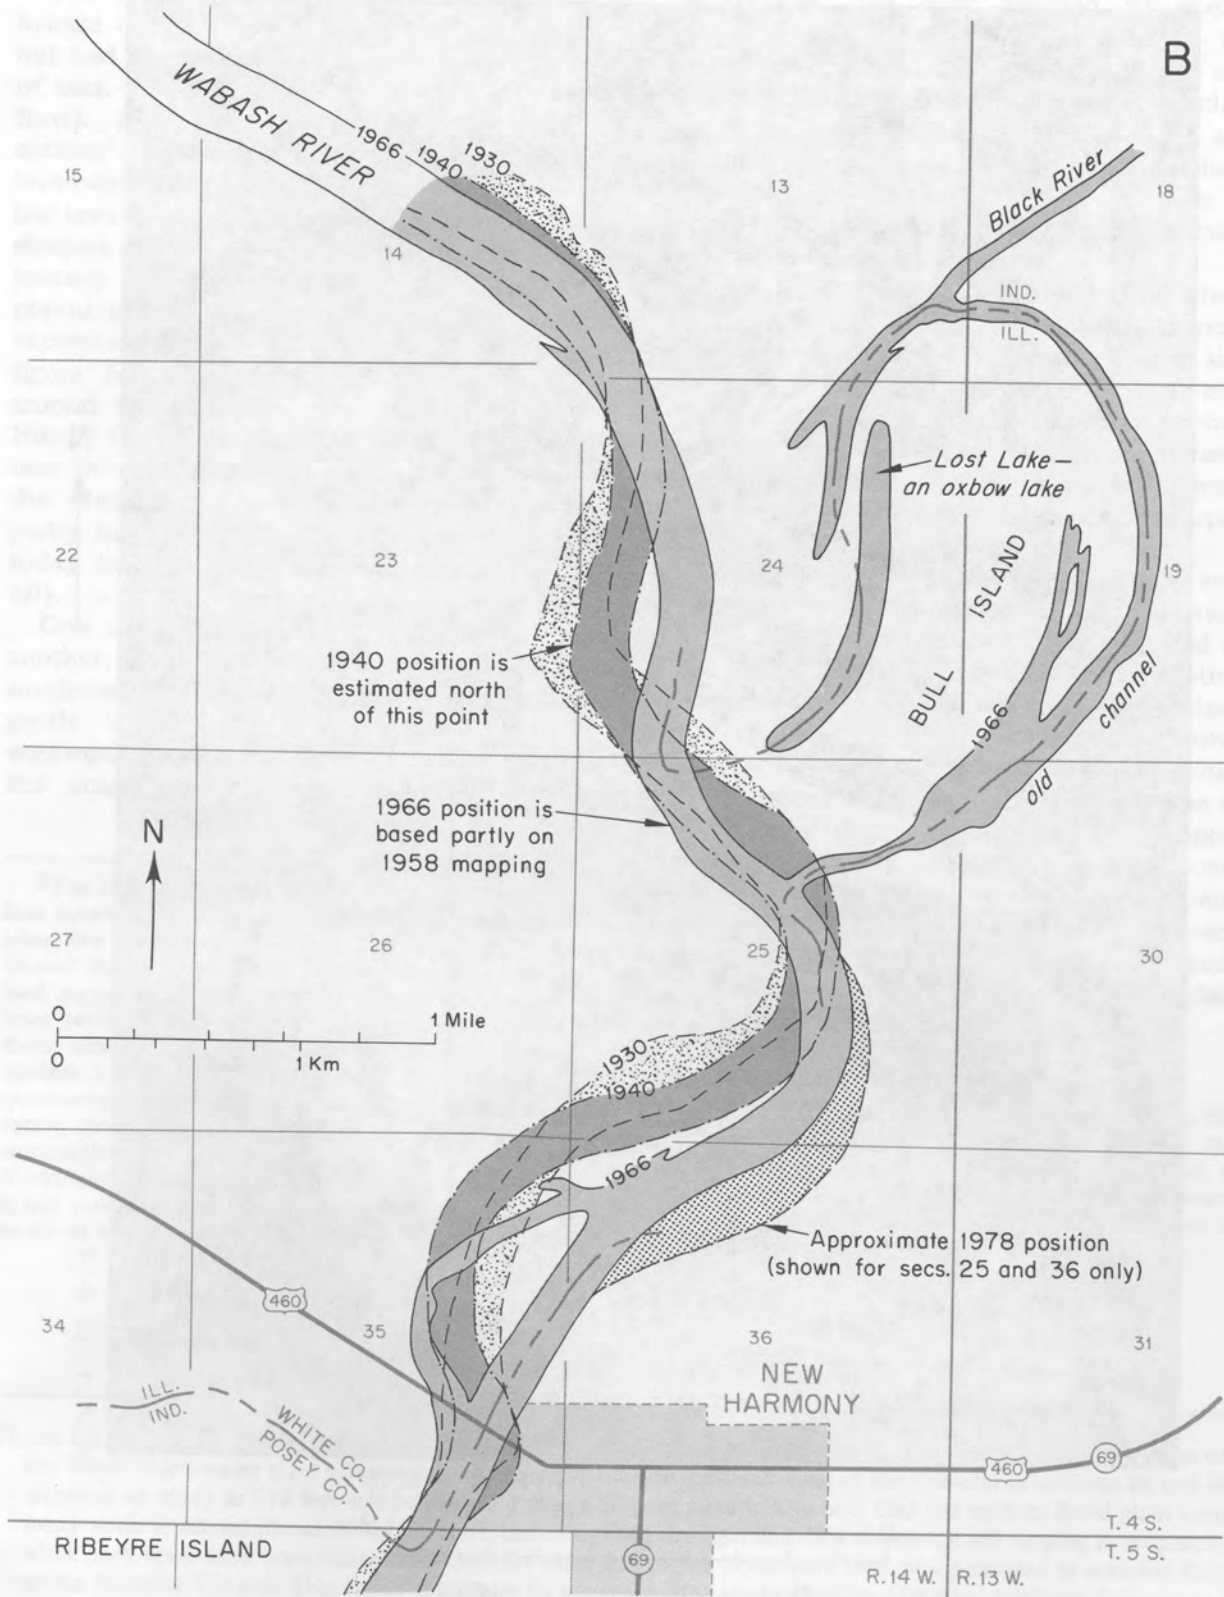 B
WABASH RIVER
1966
1940
1930
15
14
13
18
Black River
IND.
ILL.
Lost Lake—
an oxbow lake
22
23
24
19
BULL ISLAND
1966
old channel
1940 position is
estimated north
of this point
1966 position is
based partly on
1958 mapping
N
27
26
25
30
0
1 Mile
0
1 Km
1930
1940
1966
Approximate 1978 position
(shown for secs. 25 and 36 only)
460
34
35
36
31
NEW
HARMONY
ILL.
IND.
WHITE CO.
POSEY CO.
460
69
RIBEYRE ISLAND
69
T. 4 S.
T. 5 S.
R. 14 W.
R. 13 W.